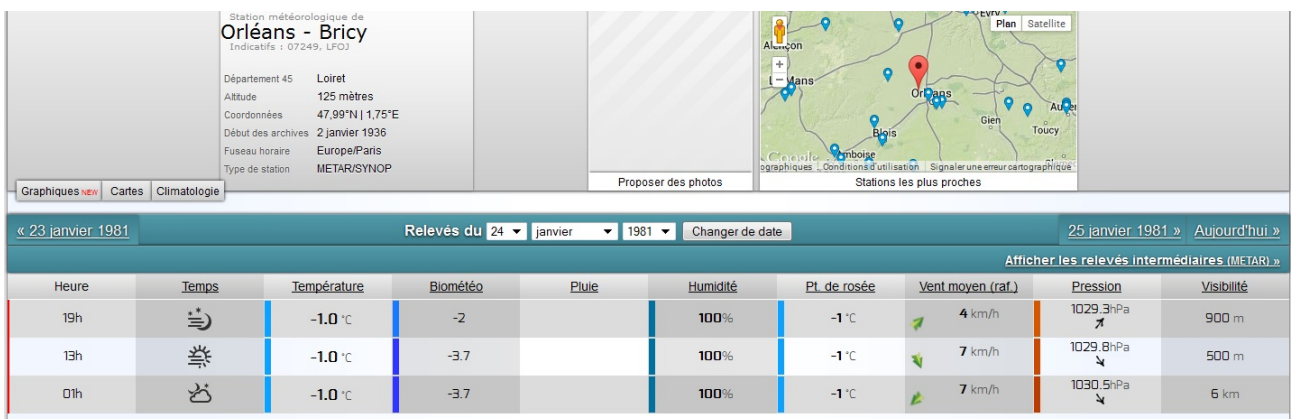 Station météorologique de
Orléans - Bricy
Indicatifs : 07249, LFOJ
Département 45 Loiret
Altitude 125 mètres
Coordonnées 47,99°N | 1,75°E
Début des archives 2 janvier 1936
Fuseau horaire Europe/Paris
Type de station METAR/SYNOP
Graphiques NEW Cartes Climatologie
Proposer des photos
Plan Satellite
Évry
Alençon
Le Mans
Orléans
Gien
Toucy
Blois
Amboise
Google
ographiques Conditions d'utilisation Signaler une erreur cartographique
Stations les plus proches
« 23 janvier 1981 Relevés du 24 janvier 1981 Changer de date 25 janvier 1981 » Aujourd'hui »
Afficher les relevés intermédiaires (METAR) »
Heure Temps Température Biométéo Pluie Humidité Pt. de rosée Vent moyen (raf.) Pression Visibilité
19h -1.0 °C -2 100% -1 °C 4 km/h 1029.3hPa 900 m
13h -1.0 °C -3.7 100% -1 °C 7 km/h 1029.8hPa 500 m
01h -1.0 °C -3.7 100% -1 °C 7 km/h 1030.5hPa 6 km